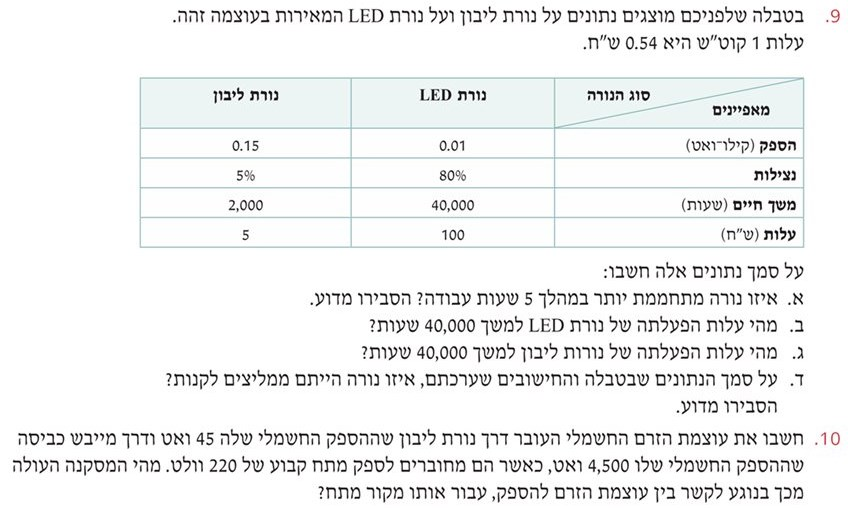 9. בטבלה שלפניכם מוצגים נתונים על נורת ליבון ועל נורת LED המאירות בעוצמה זהה.
עלות 1 קוט"ש היא 0.54 ש"ח.
סוג הנורה נורת LED נורת ליבון
מאפיינים
הספק (קילו־ואט) 0.01 0.15
נצילות 80% 5%
משך חיים (שעות) 40,000 2,000
עלות (ש"ח) 100 5
על סמך נתונים אלה חשבו:
א. איזו נורה מתחממת יותר במהלך 5 שעות עבודה? הסבירו מדוע.
ב. מהי עלות הפעלתה של נורת LED למשך 40,000 שעות?
ג. מהי עלות הפעלתה של נורות ליבון למשך 40,000 שעות?
ד. על סמך הנתונים שבטבלה והחישובים שערכתם, איזו נורה הייתם ממליצים לקנות?
הסבירו מדוע.
10. חשבו את עוצמת הזרם החשמלי העובר דרך נורת ליבון שההספק החשמלי שלה 45 ואט ודרך מייבש כביסה
שההספק החשמלי שלו 4,500 ואט, כאשר הם מחוברים לספק מתח קבוע של 220 וולט. מהי המסקנה העולה
מכך בנוגע לקשר בין עוצמת הזרם להספק, עבור אותו מקור מתח?